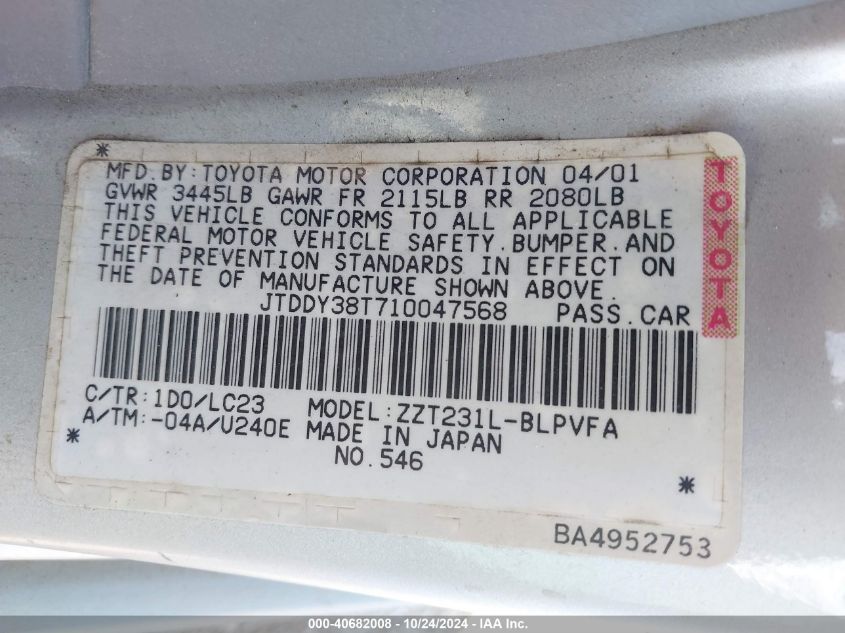 MFD.BY:TOYOTA MOTOR CORPORATION 04/01
GVWR 3445LB GAWR FR 2115LB RR 2080LB
THIS VEHICLE CONFORMS TO ALL APPLICABLE
FEDERAL MOTOR VEHICLE SAFETY.BUMPER.AND
THEFT PREVENTION STANDARDS IN EFFECT ON
THE DATE OF MANUFACTURE SHOWN ABOVE.
JTDDY38T710047568 PASS.CAR
TOYOTA
C/TR:1D0/LC23 MODEL:ZZT231L-BLPVFA
A/TM:-04A/U240E MADE IN JAPAN
NO.546
BA4952753
000-40682008 | 10/24/2024 | IAA Inc.